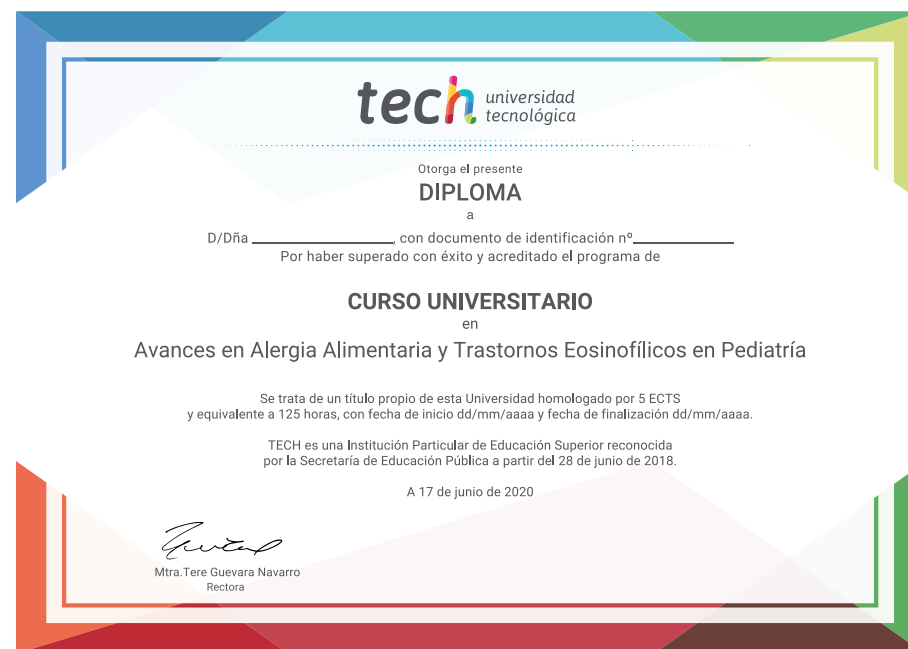 tech universidad
tecnológica
Otorga el presente
DIPLOMA
a
D/Dña ____________________, con documento de identificación nº______________
Por haber superado con éxito y acreditado el programa de
CURSO UNIVERSITARIO
en
Avances en Alergia Alimentaria y Trastornos Eosinofílicos en Pediatría
Se trata de un título propio de esta Universidad homologado por 5 ECTS
y equivalente a 125 horas, con fecha de inicio dd/mm/aaaa y fecha de finalización dd/mm/aaaa.
TECH es una Institución Particular de Educación Superior reconocida
por la Secretaría de Educación Pública a partir del 28 de junio de 2018.
A 17 de junio de 2020
Mtra.Tere Guevara Navarro
Rectora